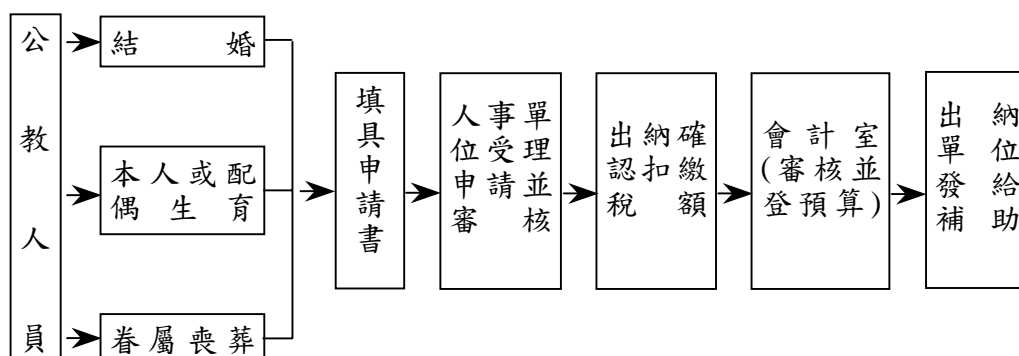 公教人員
結婚
本人或配
偶生育
眷屬喪葬
填具申請書
人事單
位受理
申請並
審核
出納確
認扣繳
稅額
會計室
(審核並
登預算)
出納
單位
發給
補助